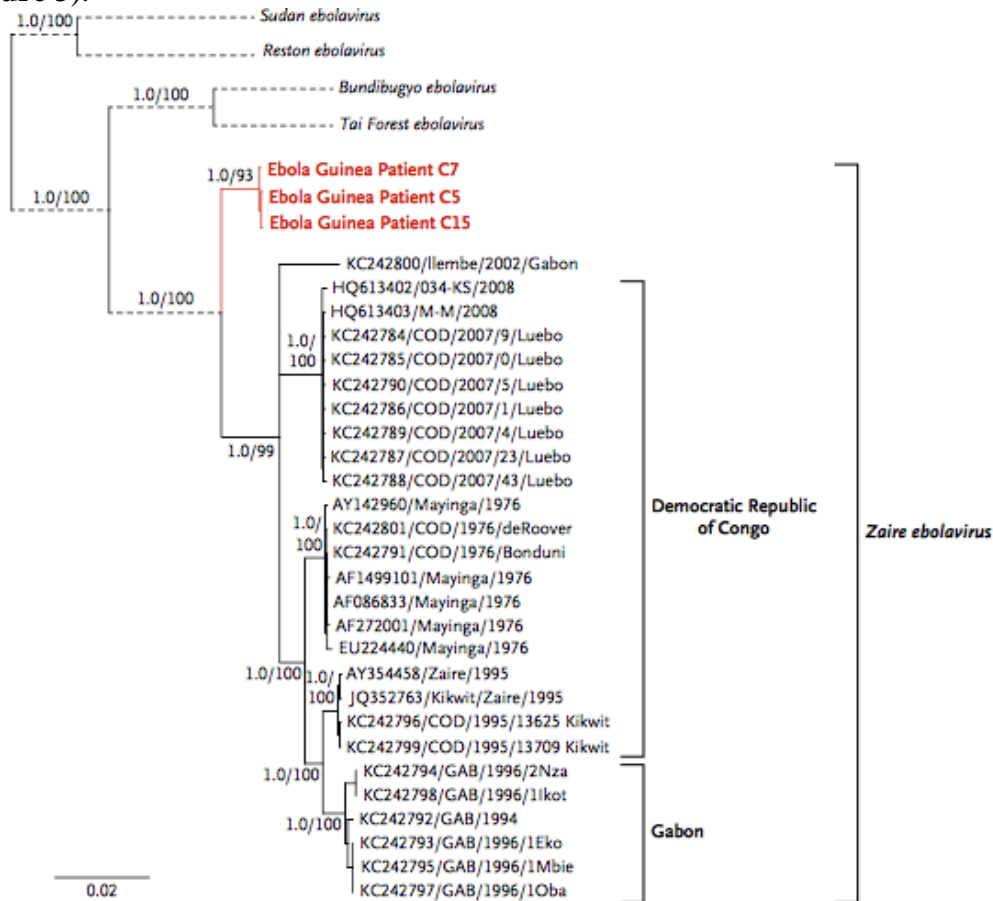 1.0/100
Sudan ebolavirus
Reston ebolavirus
1.0/100
Bundibugyo ebolavirus
Tai Forest ebolavirus
1.0/93
Ebola Guinea Patient C7
Ebola Guinea Patient C5
Ebola Guinea Patient C15
1.0/100
1.0/100
KC242800/Ilembe/2002/Gabon
HQ613402/034-KS/2008
HQ613403/M-M/2008
KC242784/COD/2007/9/Luebo
1.0/
100
KC242785/COD/2007/0/Luebo
KC242790/COD/2007/5/Luebo
KC242786/COD/2007/1/Luebo
KC242789/COD/2007/4/Luebo
1.0/99
KC242787/COD/2007/23/Luebo
KC242788/COD/2007/43/Luebo
AY142960/Mayinga/1976
1.0/
100
KC242801/COD/1976/deRoover
KC242791/COD/1976/Bonduni
AF1499101/Mayinga/1976
AF086833/Mayinga/1976
AF272001/Mayinga/1976
EU224440/Mayinga/1976
Democratic Republic
of Congo
Zaire ebolavirus
1.0/100
1.0/
100
AY354458/Zaire/1995
JQ352763/Kikwit/Zaire/1995
KC242796/COD/1995/13625 Kikwit
KC242799/COD/1995/13709 Kikwit
1.0/100
KC242794/GAB/1996/2Nza
KC242798/GAB/1996/1Ikot
1.0/100
KC242792/GAB/1994
KC242793/GAB/1996/1Eko
KC242795/GAB/1996/1Mbie
KC242797/GAB/1996/1Oba
Gabon
0.02